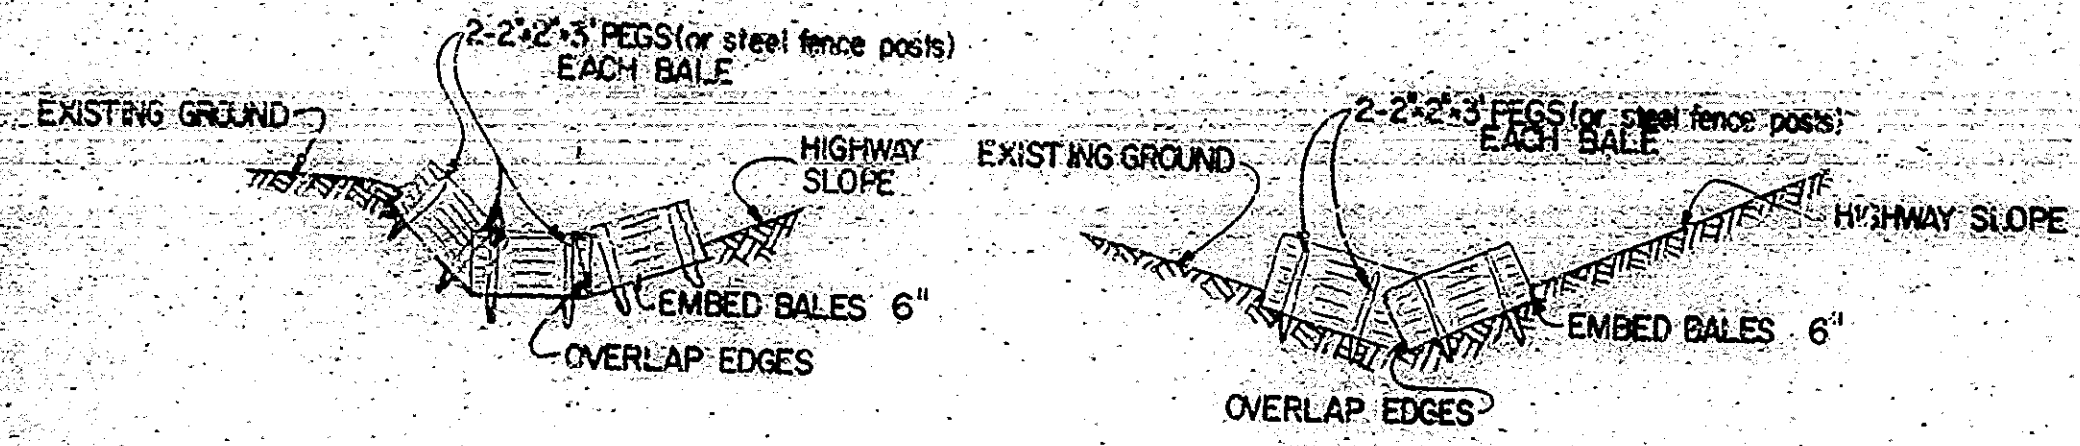 2-2"x2"x3' PEGS (or steel fence posts)
EACH BALE
EXISTING GROUND
HIGHWAY
SLOPE
EMBED BALES 6"
OVERLAP EDGES
2-2"x2"x3' PEGS (or steel fence posts)
EACH BALE
EXISTING GROUND
HIGHWAY SLOPE
EMBED BALES 6"
OVERLAP EDGES